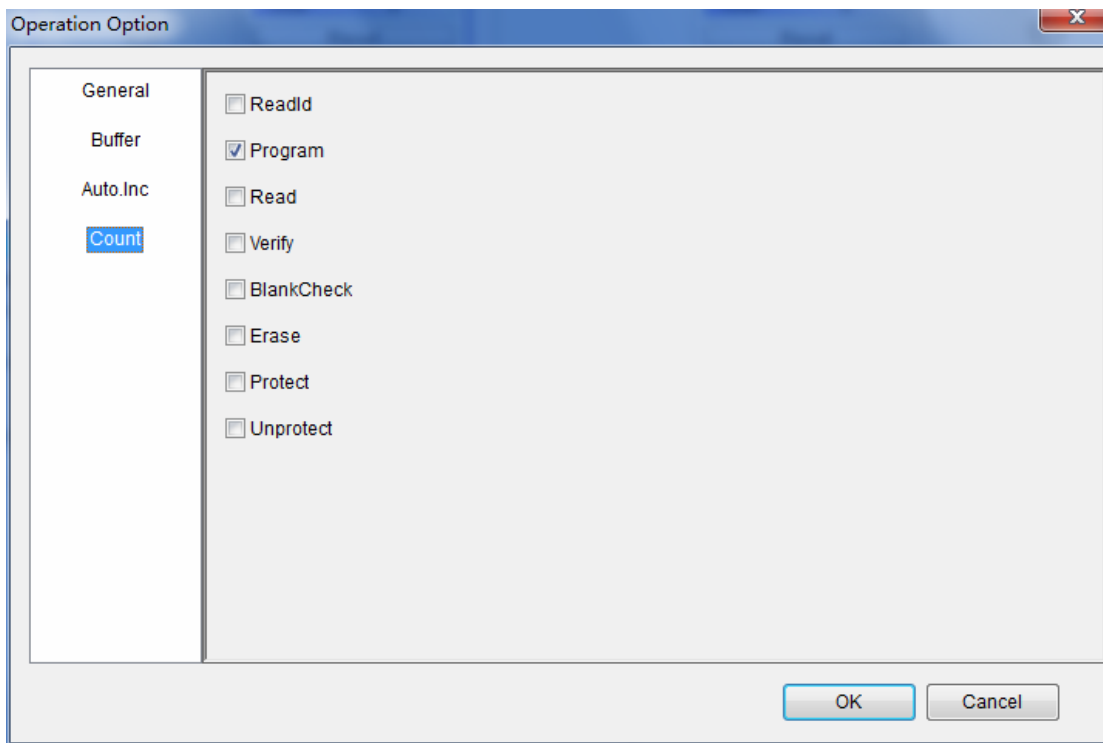 Operation Option
General
Buffer
Auto.Inc
Count
ReadId
Program
Read
Verify
BlankCheck
Erase
Protect
Unprotect
OK
Cancel